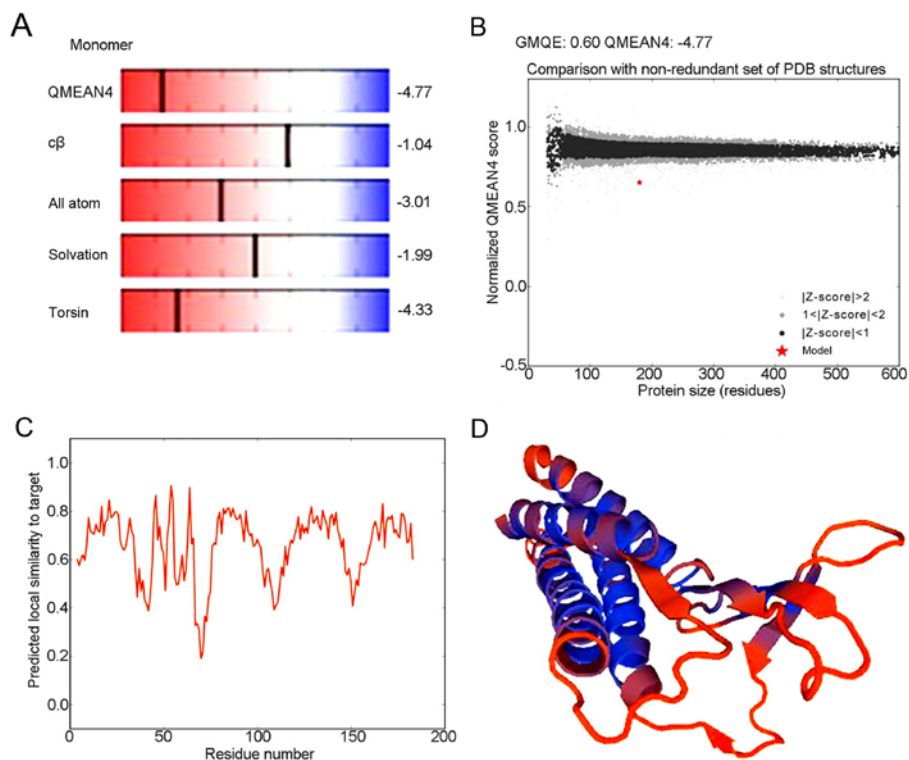 A
Monomer
QMEAN4 -4.77
cβ -1.04
All atom -3.01
Solvation -1.99
Torsin -4.33
B
GMQE: 0.60 QMEAN4: -4.77
Comparison with non-redundant set of PDB structures
Normalized QMEAN4 score
1.0
0.5
0.0
-0.5
|Z-score|>2
1<|Z-score|<2
|Z-score|<1
Model
0 100 200 300 400 500 600
Protein size (residues)
C
Predicted local similarity to target
1.0
0.8
0.6
0.4
0.2
0.0
0 50 100 150 200
Residue number
D